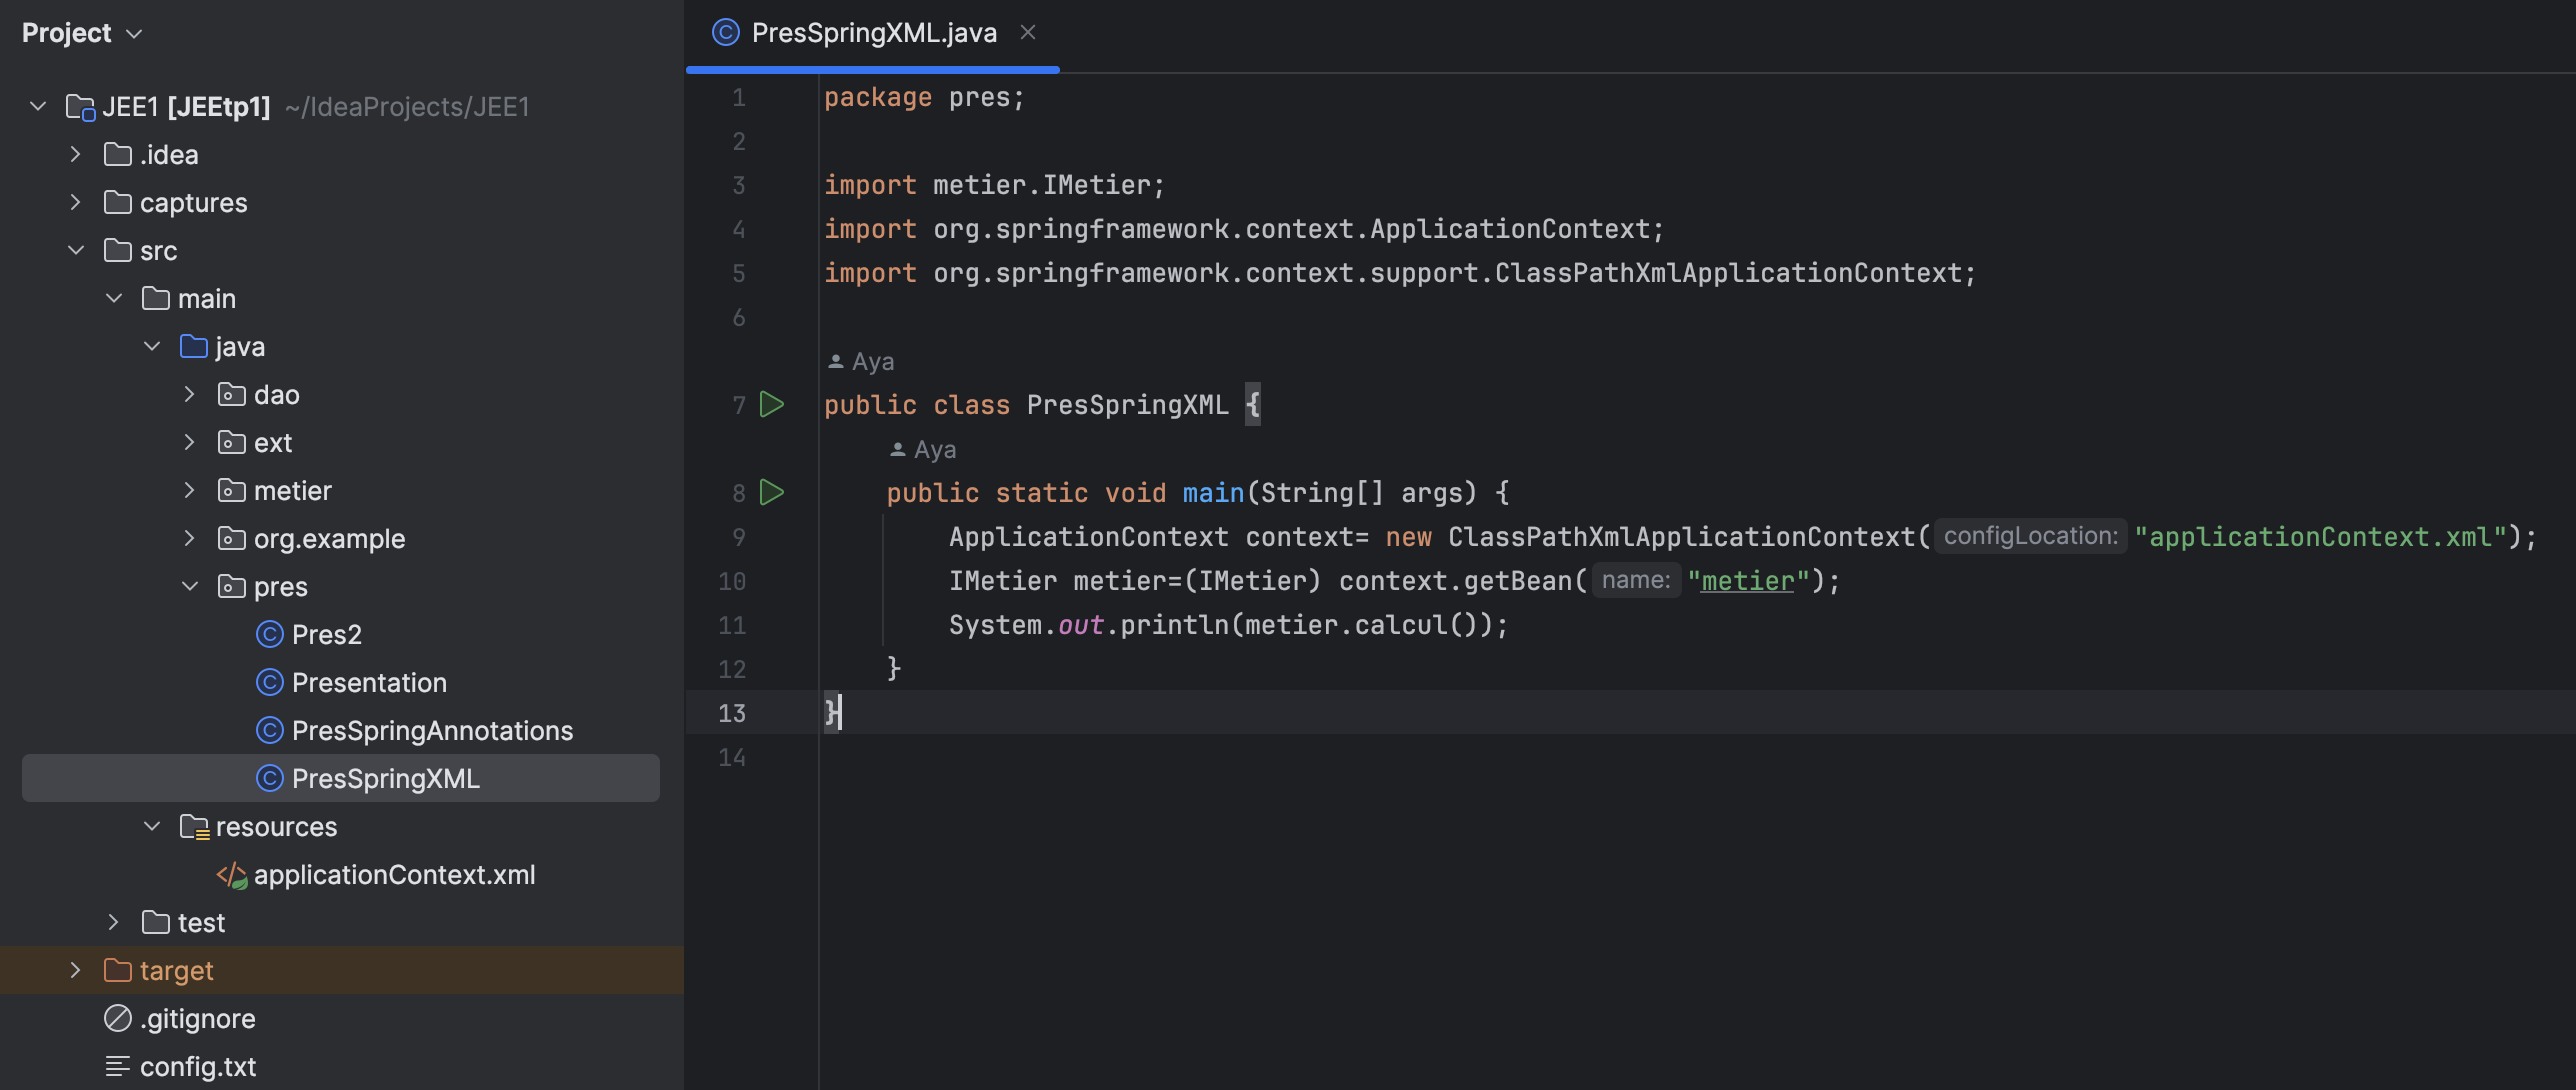 Project
JEE1 [JEEtp1] ~/IdeaProjects/JEE1
.idea
captures
src
main
java
dao
ext
metier
org.example
pres
Pres2
Presentation
PresSpringAnnotations
PresSpringXML
resources
applicationContext.xml
test
target
.gitignore
config.txt
PresSpringXML.java
1 package pres;
2
3 import metier.IMetier;
4 import org.springframework.context.ApplicationContext;
5 import org.springframework.context.support.ClassPathXmlApplicationContext;
6
Aya
7 public class PresSpringXML {
Aya
8 public static void main(String[] args) {
9 ApplicationContext context= new ClassPathXmlApplicationContext( configLocation: "applicationContext.xml");
10 IMetier metier=(IMetier) context.getBean( name: "metier");
11 System.out.println(metier.calcul());
12 }
13 }
14